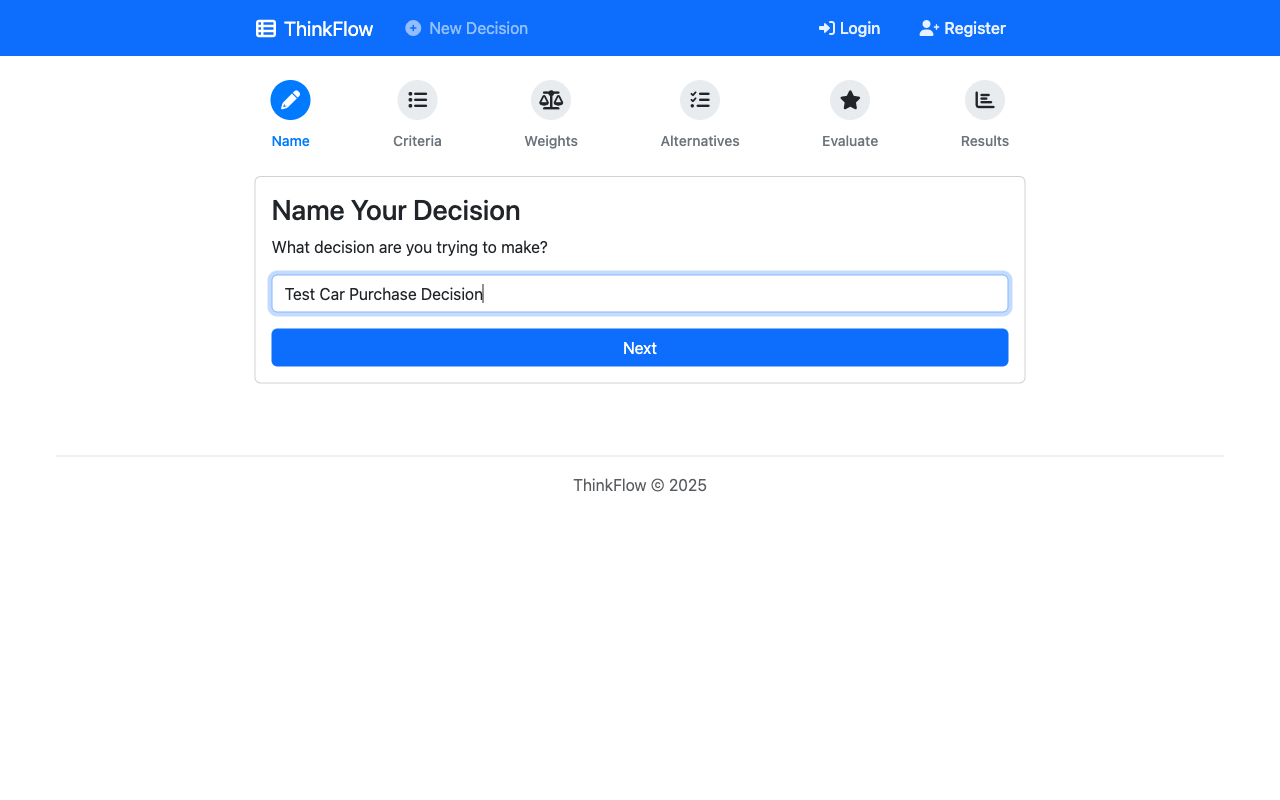 ThinkFlow New Decision Login Register
Name Criteria Weights Alternatives Evaluate Results
Name Your Decision
What decision are you trying to make?
Test Car Purchase Decision
Next
ThinkFlow © 2025